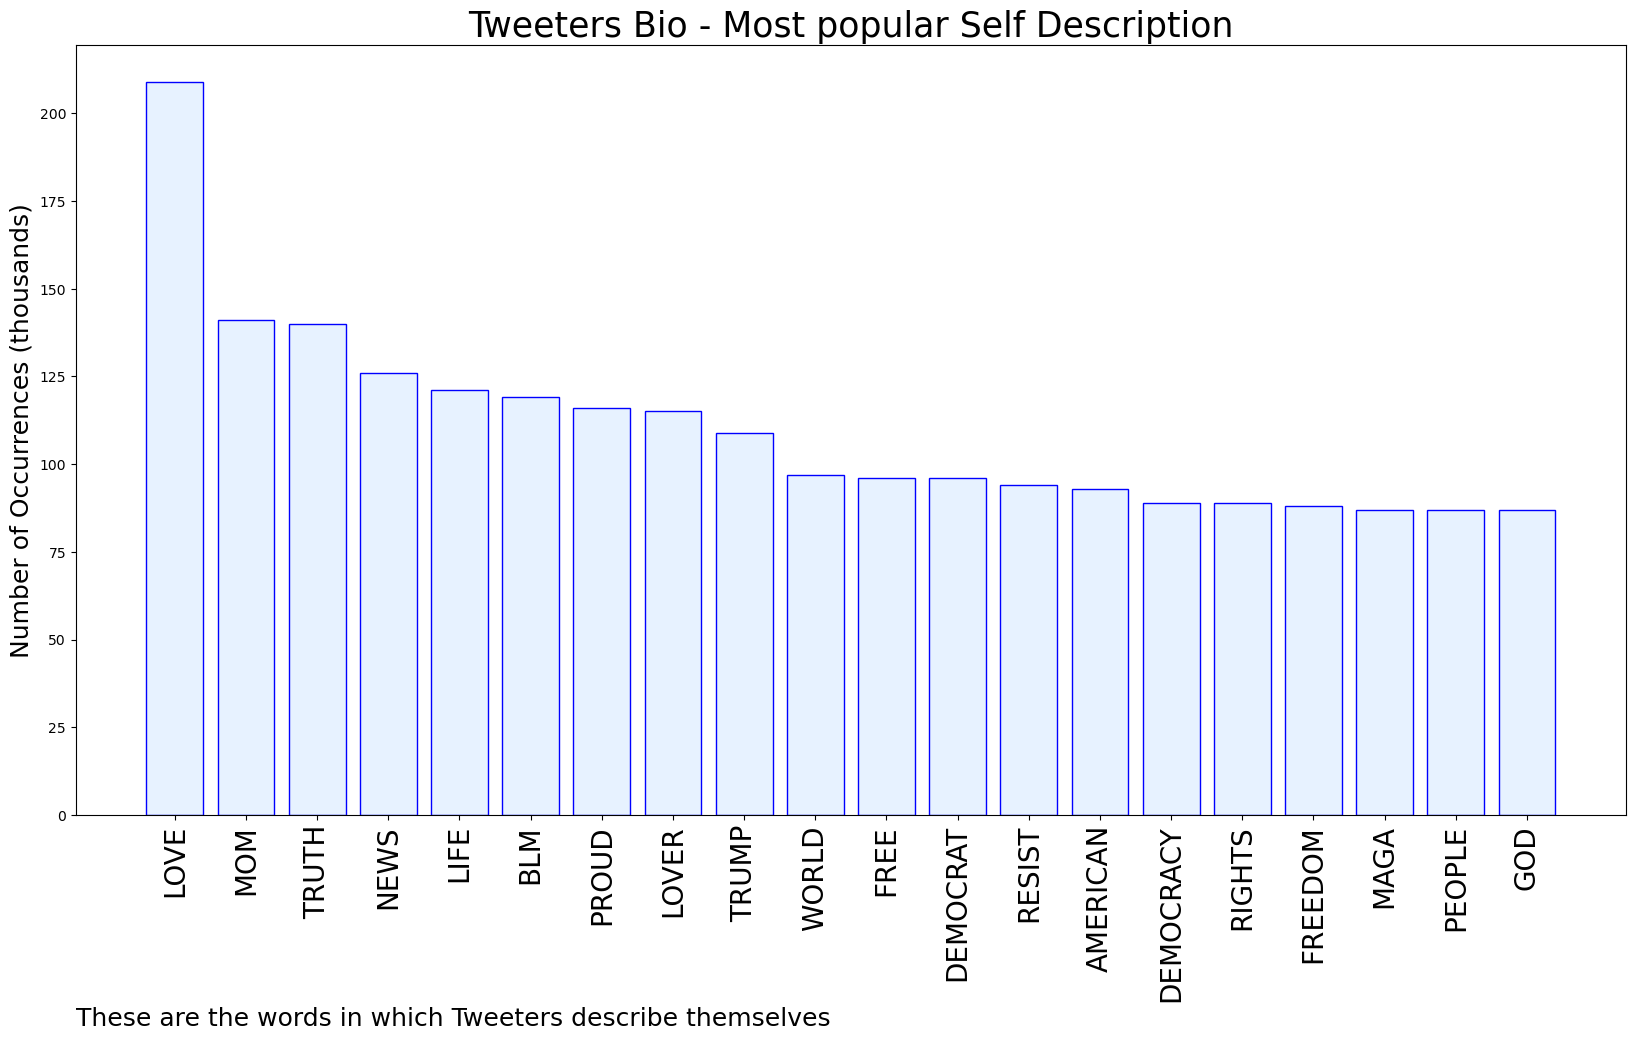 Tweeters Bio - Most popular Self Description
Number of Occurrences (thousands)
200
175
150
125
100
75
50
25
0
LOVE
MOM
TRUTH
NEWS
LIFE
BLM
PROUD
LOVER
TRUMP
WORLD
FREE
DEMOCRAT
RESIST
AMERICAN
DEMOCRACY
RIGHTS
FREEDOM
MAGA
PEOPLE
GOD
These are the words in which Tweeters describe themselves